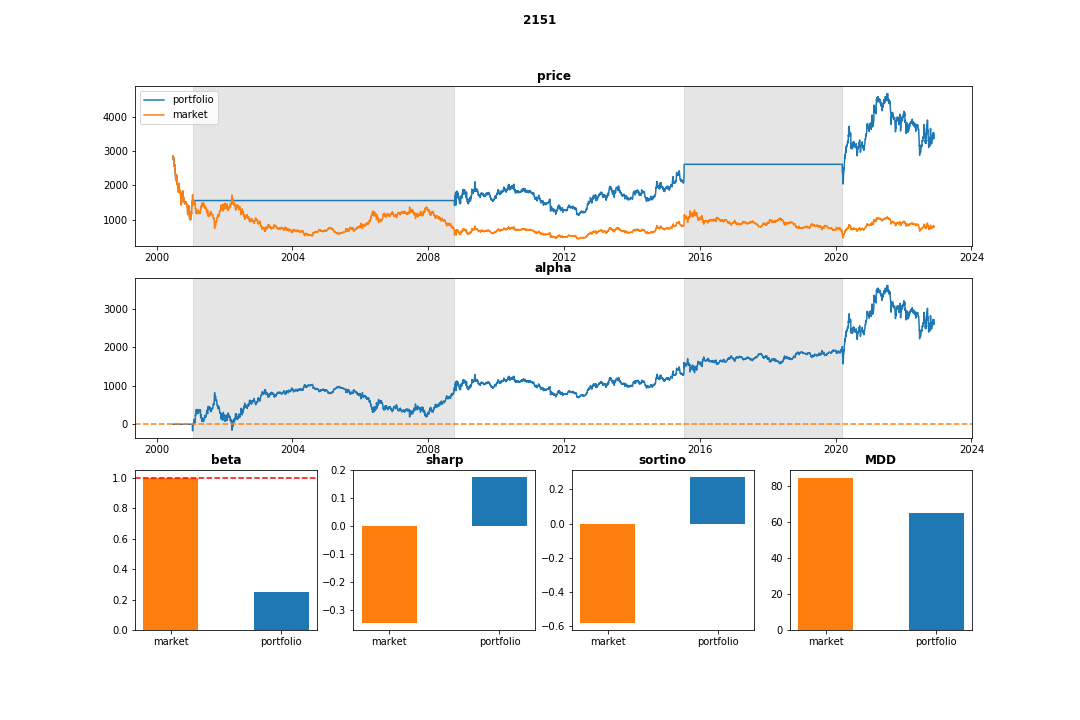 2151
price
portfolio
market
4000
3000
2000
1000
2000 2004 2008 2012 2016 2020 2024
alpha
3000
2000
1000
0
2000 2004 2008 2012 2016 2020 2024
beta
1.0
0.8
0.6
0.4
0.2
0.0
market portfolio
sharp
0.2
0.1
0.0
−0.1
−0.2
−0.3
market portfolio
sortino
0.2
0.0
−0.2
−0.4
−0.6
market portfolio
MDD
80
60
40
20
0
market portfolio